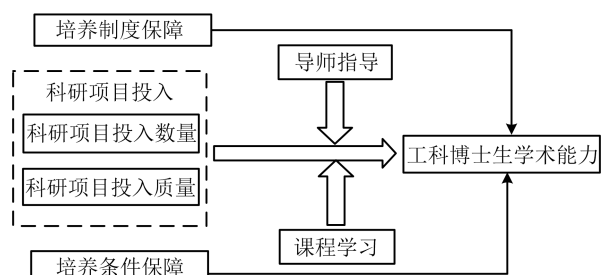 培养制度保障
导师指导
科研项目投入
科研项目投入数量
工科博士生学术能力
科研项目投入质量
课程学习
培养条件保障